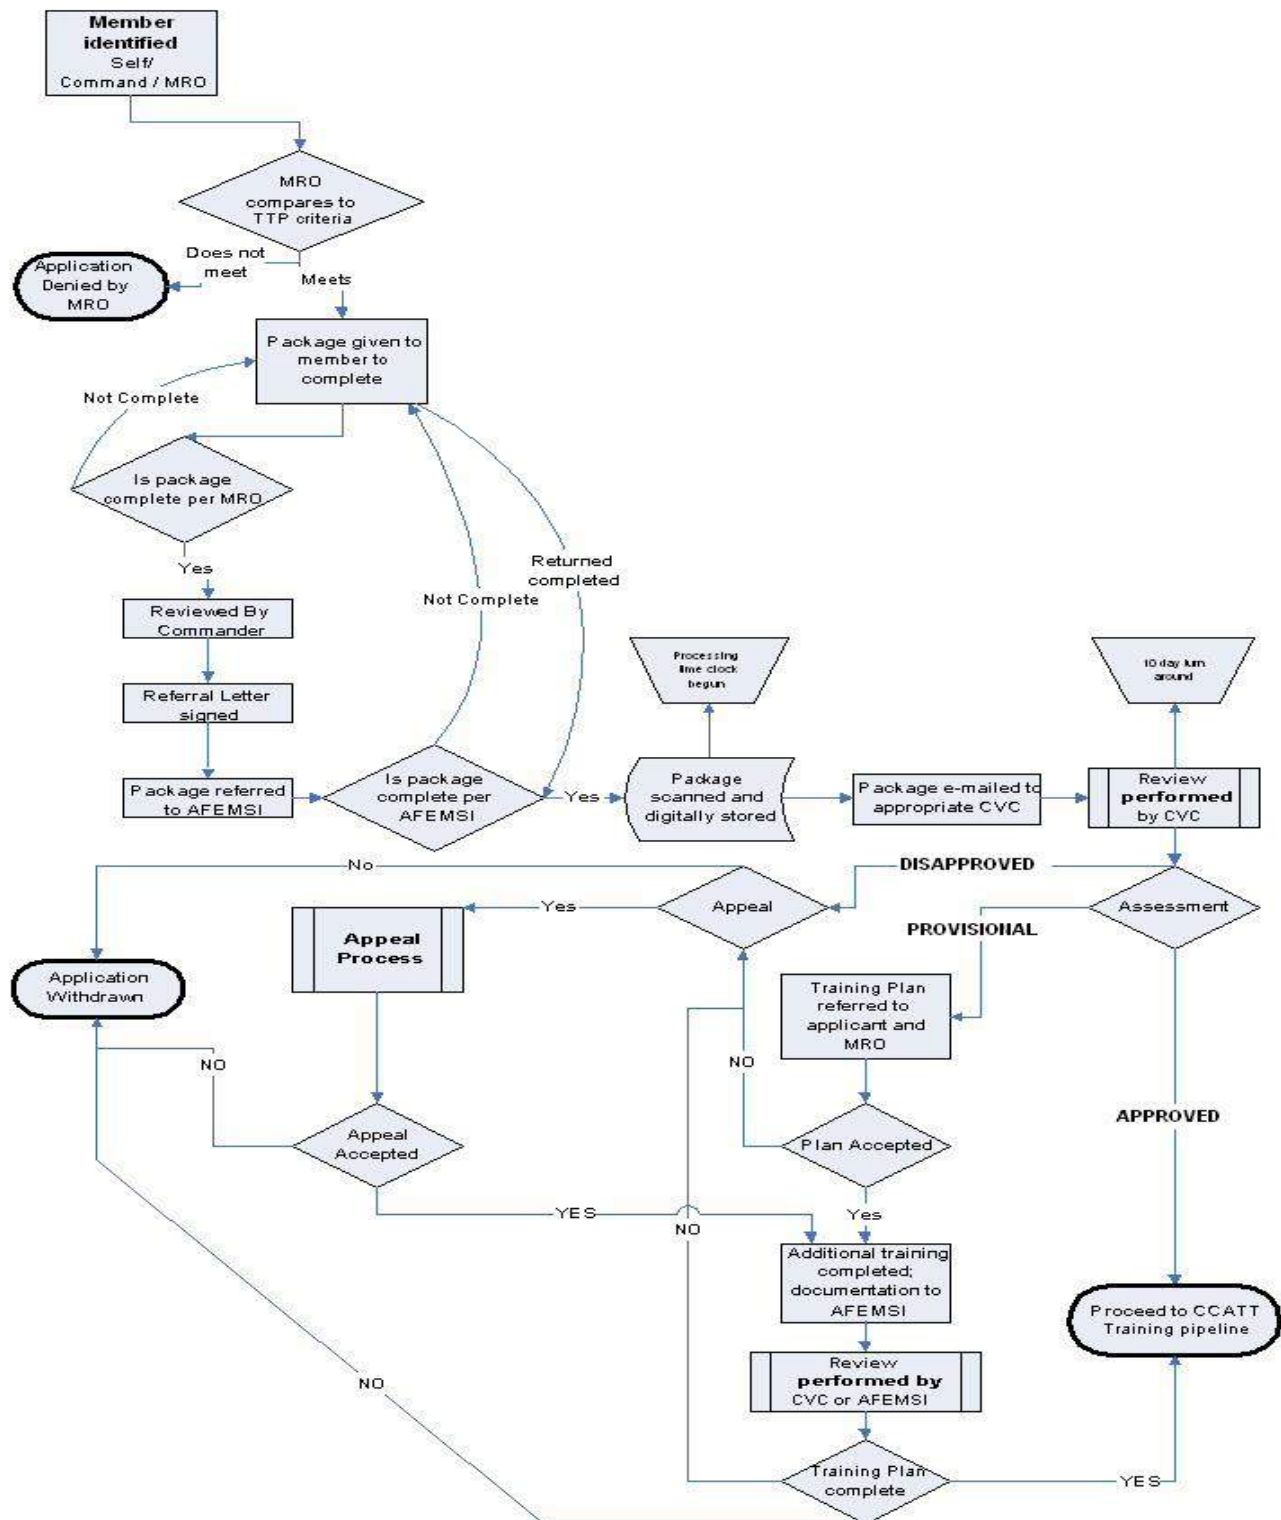 Member
identified
Self/
Command / MRO
MRO
compares to
TTP criteria
Does not
meet
Application
Denied by
MRO
Meets
Package given to
member to
complete
Not Complete
Is package
complete per MRO
Yes
Returned
completed
Not Complete
Reviewed By
Commander
Referral Letter
signed
Package referred
to AFEMSI
Is package
complete per
AFEMSI
Yes
Processing
time clock
begun
Package
scanned and
digitally stored
Package e-mailed to
appropriate CVC
10 day turn
around
Review
performed
by CVC
No
DISAPPROVED
Appeal
Yes
Assessment
PROVISIONAL
Appeal
Process
Application
Withdrawn
Training Plan
referred to
applicant and
MRO
NO
NO
APPROVED
Appeal
Accepted
Plan Accepted
YES
Yes
NO
Additional training
completed;
documentation to
AFEMSI
Proceed to CCATT
Training pipeline
Review
performed by
CVC or AFEMSI
NO
Training Plan
complete
YES